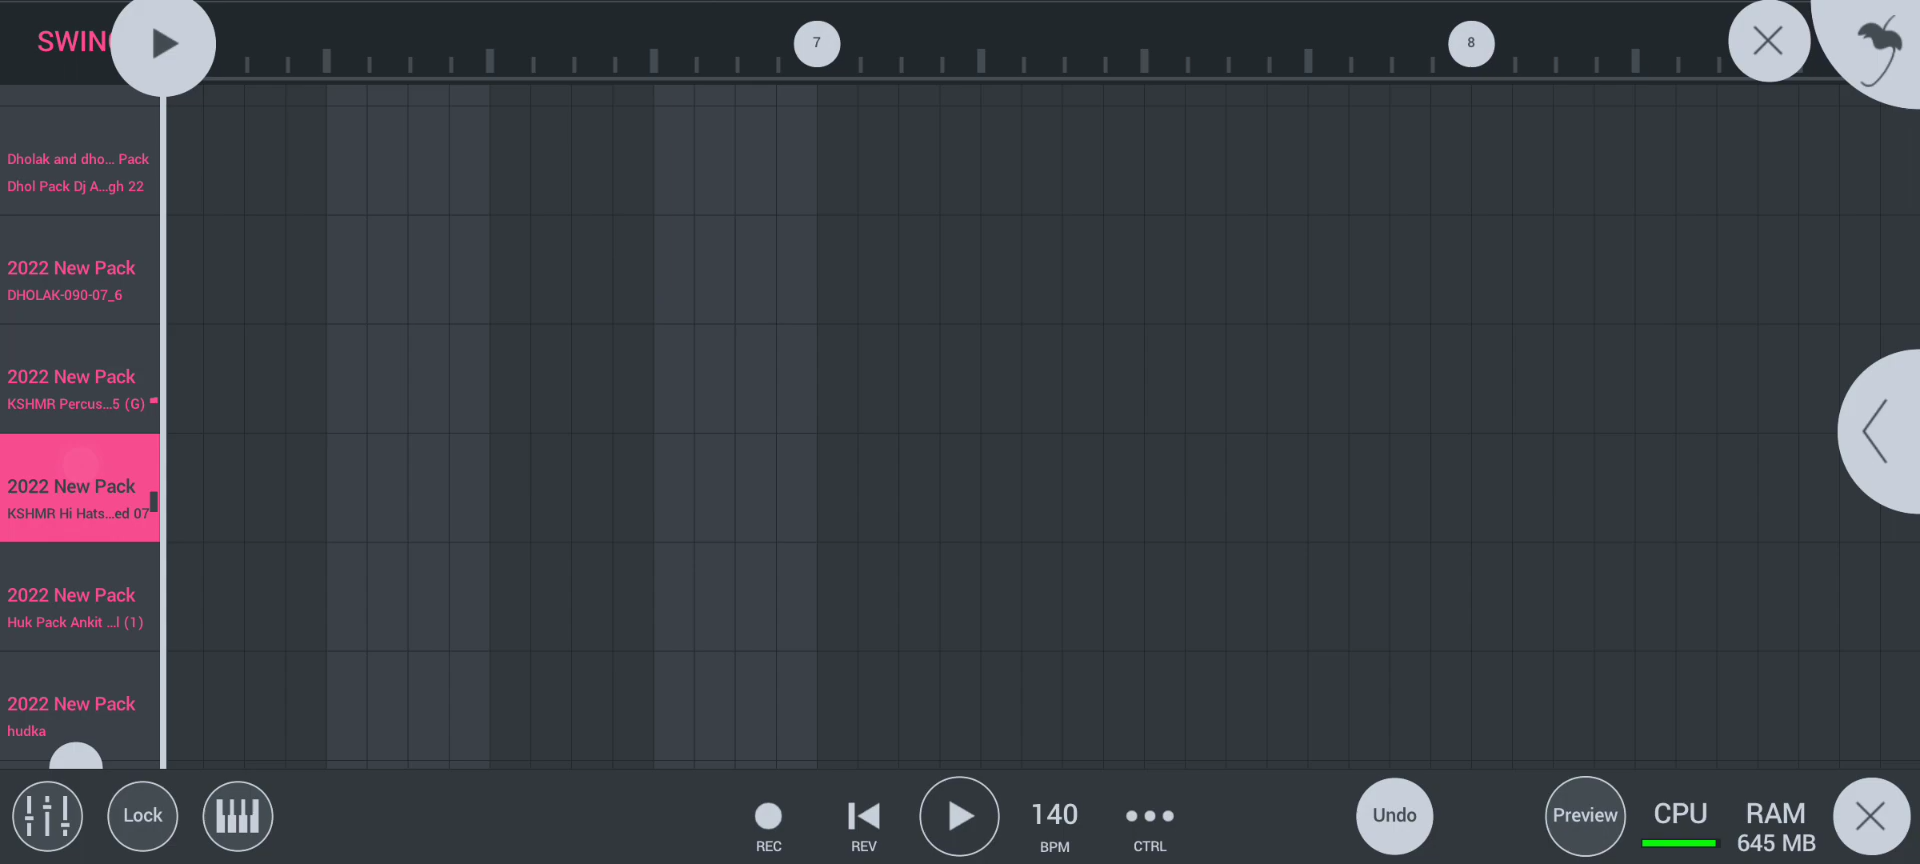 SWIN
7
8
Dholak and dho... Pack
Dhol Pack Dj A...gh 22
2022 New Pack
DHOLAK-090-07_6
2022 New Pack
KSHMR Percus...5 (G)
2022 New Pack
KSHMR Hi Hats...ed 07
2022 New Pack
Huk Pack Ankit ...l (1)
2022 New Pack
hudka
Lock
REC
REV
140
BPM
CTRL
Undo
Preview
CPU
RAM
645 MB